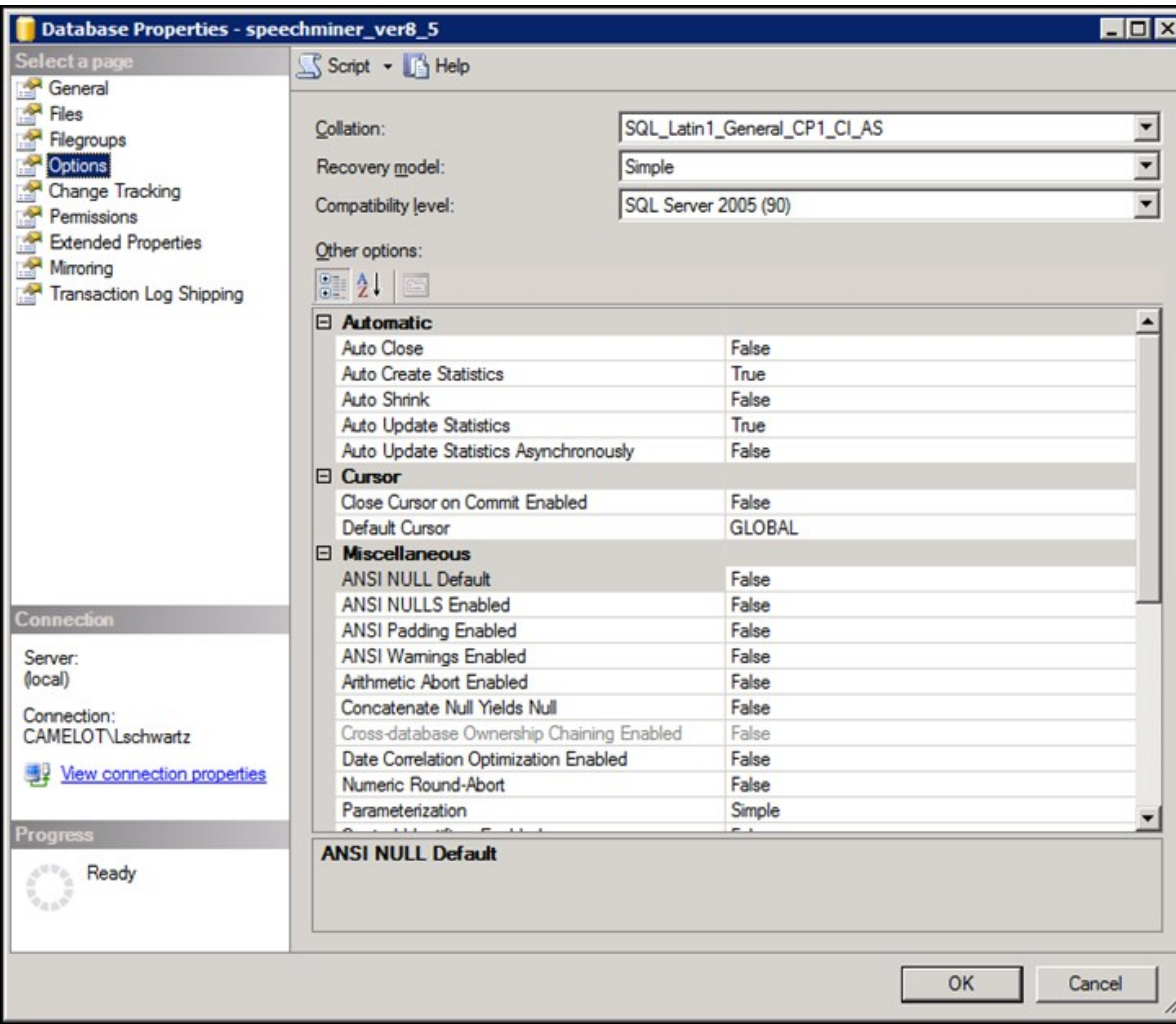 Database Properties - speechminer_ver8_5
Select a page
General
Files
Filegroups
Options
Change Tracking
Permissions
Extended Properties
Mirroring
Transaction Log Shipping
Connection
Server:
(local)
Connection:
CAMELOT\Lschwartz
View connection properties
Progress
Ready
Script Help
Collation: SQL_Latin1_General_CP1_CI_AS
Recovery model: Simple
Compatibility level: SQL Server 2005 (90)
Other options:
Automatic
Auto Close False
Auto Create Statistics True
Auto Shrink False
Auto Update Statistics True
Auto Update Statistics Asynchronously False
Cursor
Close Cursor on Commit Enabled False
Default Cursor GLOBAL
Miscellaneous
ANSI NULL Default False
ANSI NULLS Enabled False
ANSI Padding Enabled False
ANSI Warnings Enabled False
Arithmetic Abort Enabled False
Concatenate Null Yields Null False
Cross-database Ownership Chaining Enabled False
Date Correlation Optimization Enabled False
Numeric Round-Abort False
Parameterization Simple
ANSI NULL Default
OK Cancel